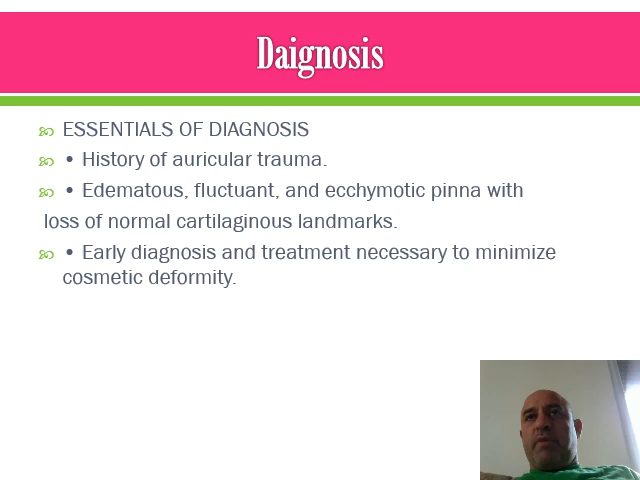 Daignosis
ESSENTIALS OF DIAGNOSIS
• History of auricular trauma.
• Edematous, fluctuant, and ecchymotic pinna with
loss of normal cartilaginous landmarks.
• Early diagnosis and treatment necessary to minimize
cosmetic deformity.